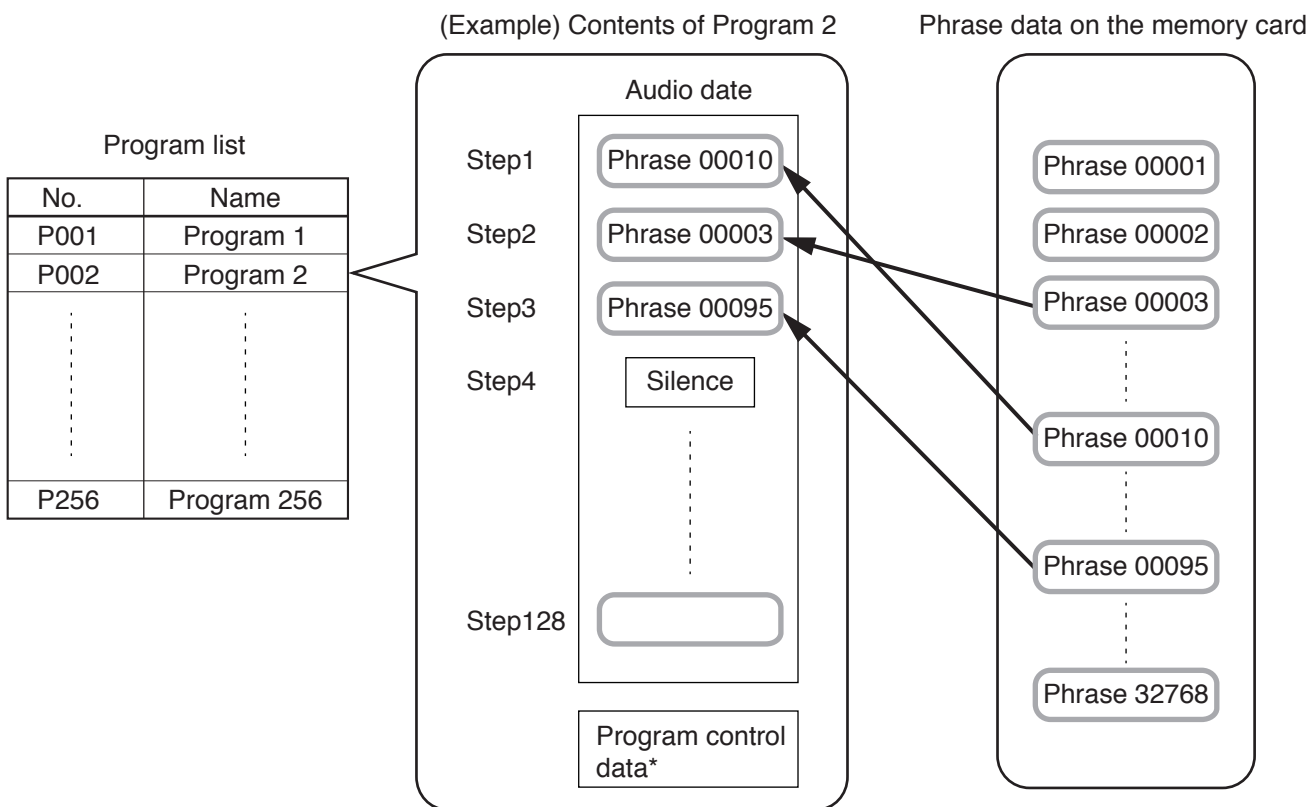 (Example) Contents of Program 2
Phrase data on the memory card
Program list
No. Name
P001 Program 1
P002 Program 2
P256 Program 256
Audio date
Step1 Phrase 00010
Step2 Phrase 00003
Step3 Phrase 00095
Step4 Silence
Step128
Program control
data*
Phrase 00001
Phrase 00002
Phrase 00003
Phrase 00010
Phrase 00095
Phrase 32768